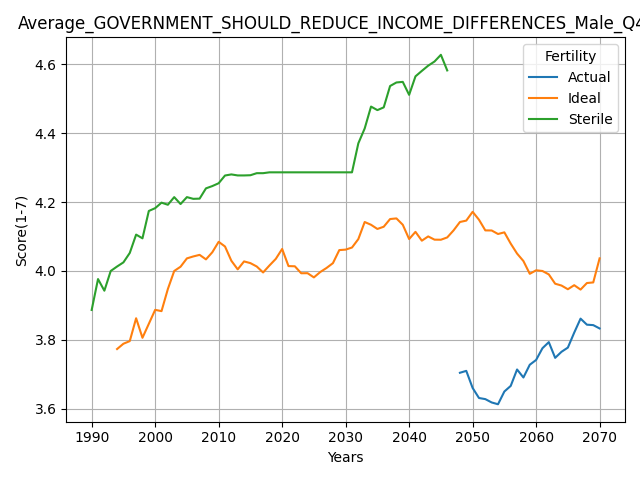 Average_GOVERNMENT_SHOULD_REDUCE_INCOME_DIFFERENCES_Male_Q4
Fertility
Actual
Ideal
Sterile
Score(1-7)
4.6
4.4
4.2
4.0
3.8
3.6
1990 2000 2010 2020 2030 2040 2050 2060 2070
Years